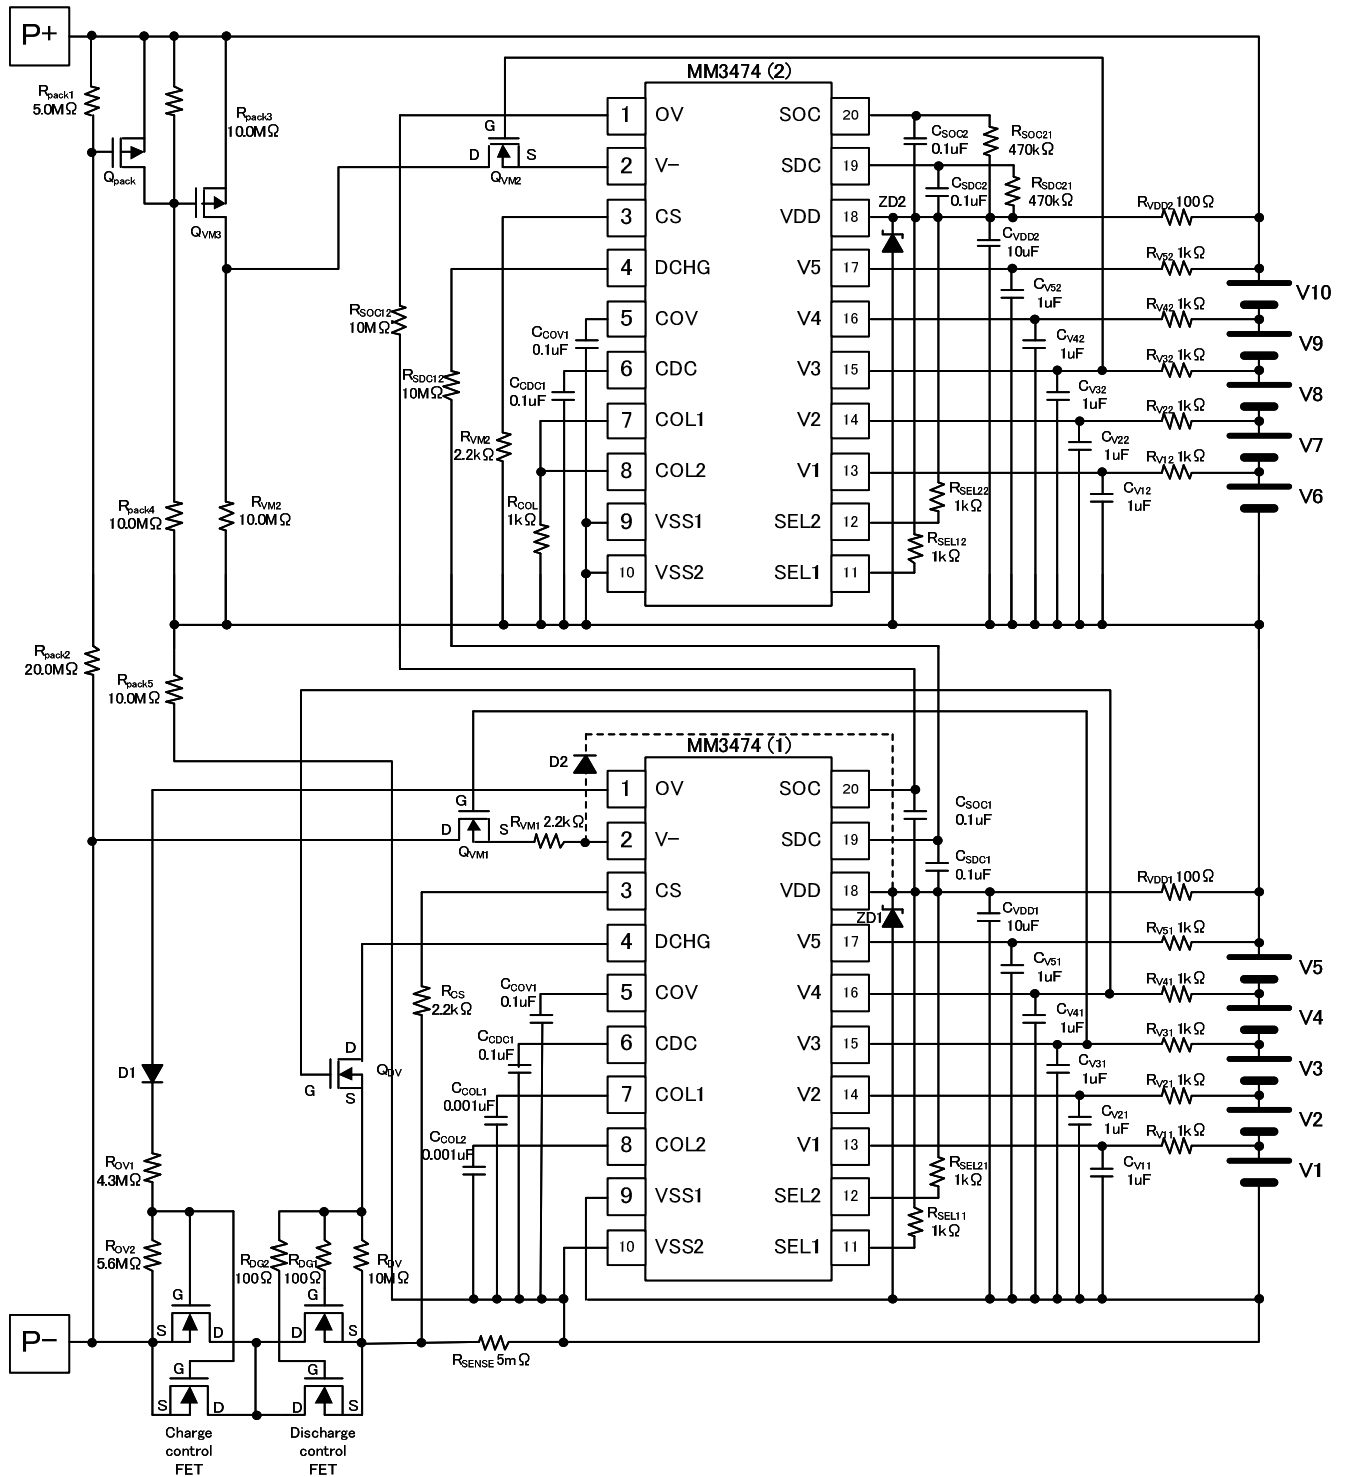 P+
Rpack1
5.0MΩ
Qpack
Rpack3
10.0MΩ
QVM3
G
D
S
QVM2
MM3474 (2)
1 OV
2 V-
3 CS
4 DCHG
5 COV
6 CDC
7 COL1
8 COL2
9 VSS1
10 VSS2
SOC 20
SDC 19
VDD 18
V5 17
V4 16
V3 15
V2 14
V1 13
SEL2 12
SEL1 11
CSOC2
0.1uF
RSOC21
470kΩ
CSDC2
0.1uF
RSDC21
470kΩ
ZD2
CVDD2
10uF
RVDD2 100Ω
RV52 1kΩ
CV52
1uF
RV42 1kΩ
CV42
1uF
RV32 1kΩ
CV32
1uF
RV22 1kΩ
CV22
1uF
RV12 1kΩ
CV12
1uF
V10
V9
V8
V7
V6
RSOC12
10MΩ
RSDC12
10MΩ
RVM2
2.2kΩ
CCOV1
0.1uF
CCDC1
0.1uF
RCOL
1kΩ
RSEL22
1kΩ
RSEL12
1kΩ
Rpack4
10.0MΩ
RVM2
10.0MΩ
Rpack2
20.0MΩ
Rpack5
10.0MΩ
MM3474 (1)
D2
G
D
S
QVM1
RVM1 2.2kΩ
1 OV
2 V-
3 CS
4 DCHG
5 COV
6 CDC
7 COL1
8 COL2
9 VSS1
10 VSS2
SOC 20
SDC 19
VDD 18
V5 17
V4 16
V3 15
V2 14
V1 13
SEL2 12
SEL1 11
CSOC1
0.1uF
CSDC1
0.1uF
ZD1
CVDD1
10uF
RVDD1 100Ω
RV51 1kΩ
CV51
1uF
RV41 1kΩ
CV41
1uF
RV31 1kΩ
CV31
1uF
RV21 1kΩ
CV21
1uF
RV11 1kΩ
CV11
1uF
V5
V4
V3
V2
V1
RCS
2.2kΩ
CCOV1
0.1uF
CCDC1
0.1uF
CCOL1
0.001uF
CCOL2
0.001uF
RSEL21
1kΩ
RSEL11
1kΩ
D1
D
QDV
G
S
ROV1
4.3MΩ
ROV2
5.6MΩ
RDG2
100Ω
RDG1
100Ω
RDV
10MΩ
P-
G
S
D
G
D
S
G
S
D
G
D
S
RSENSE 5mΩ
Charge
control
FET
Discharge
control
FET